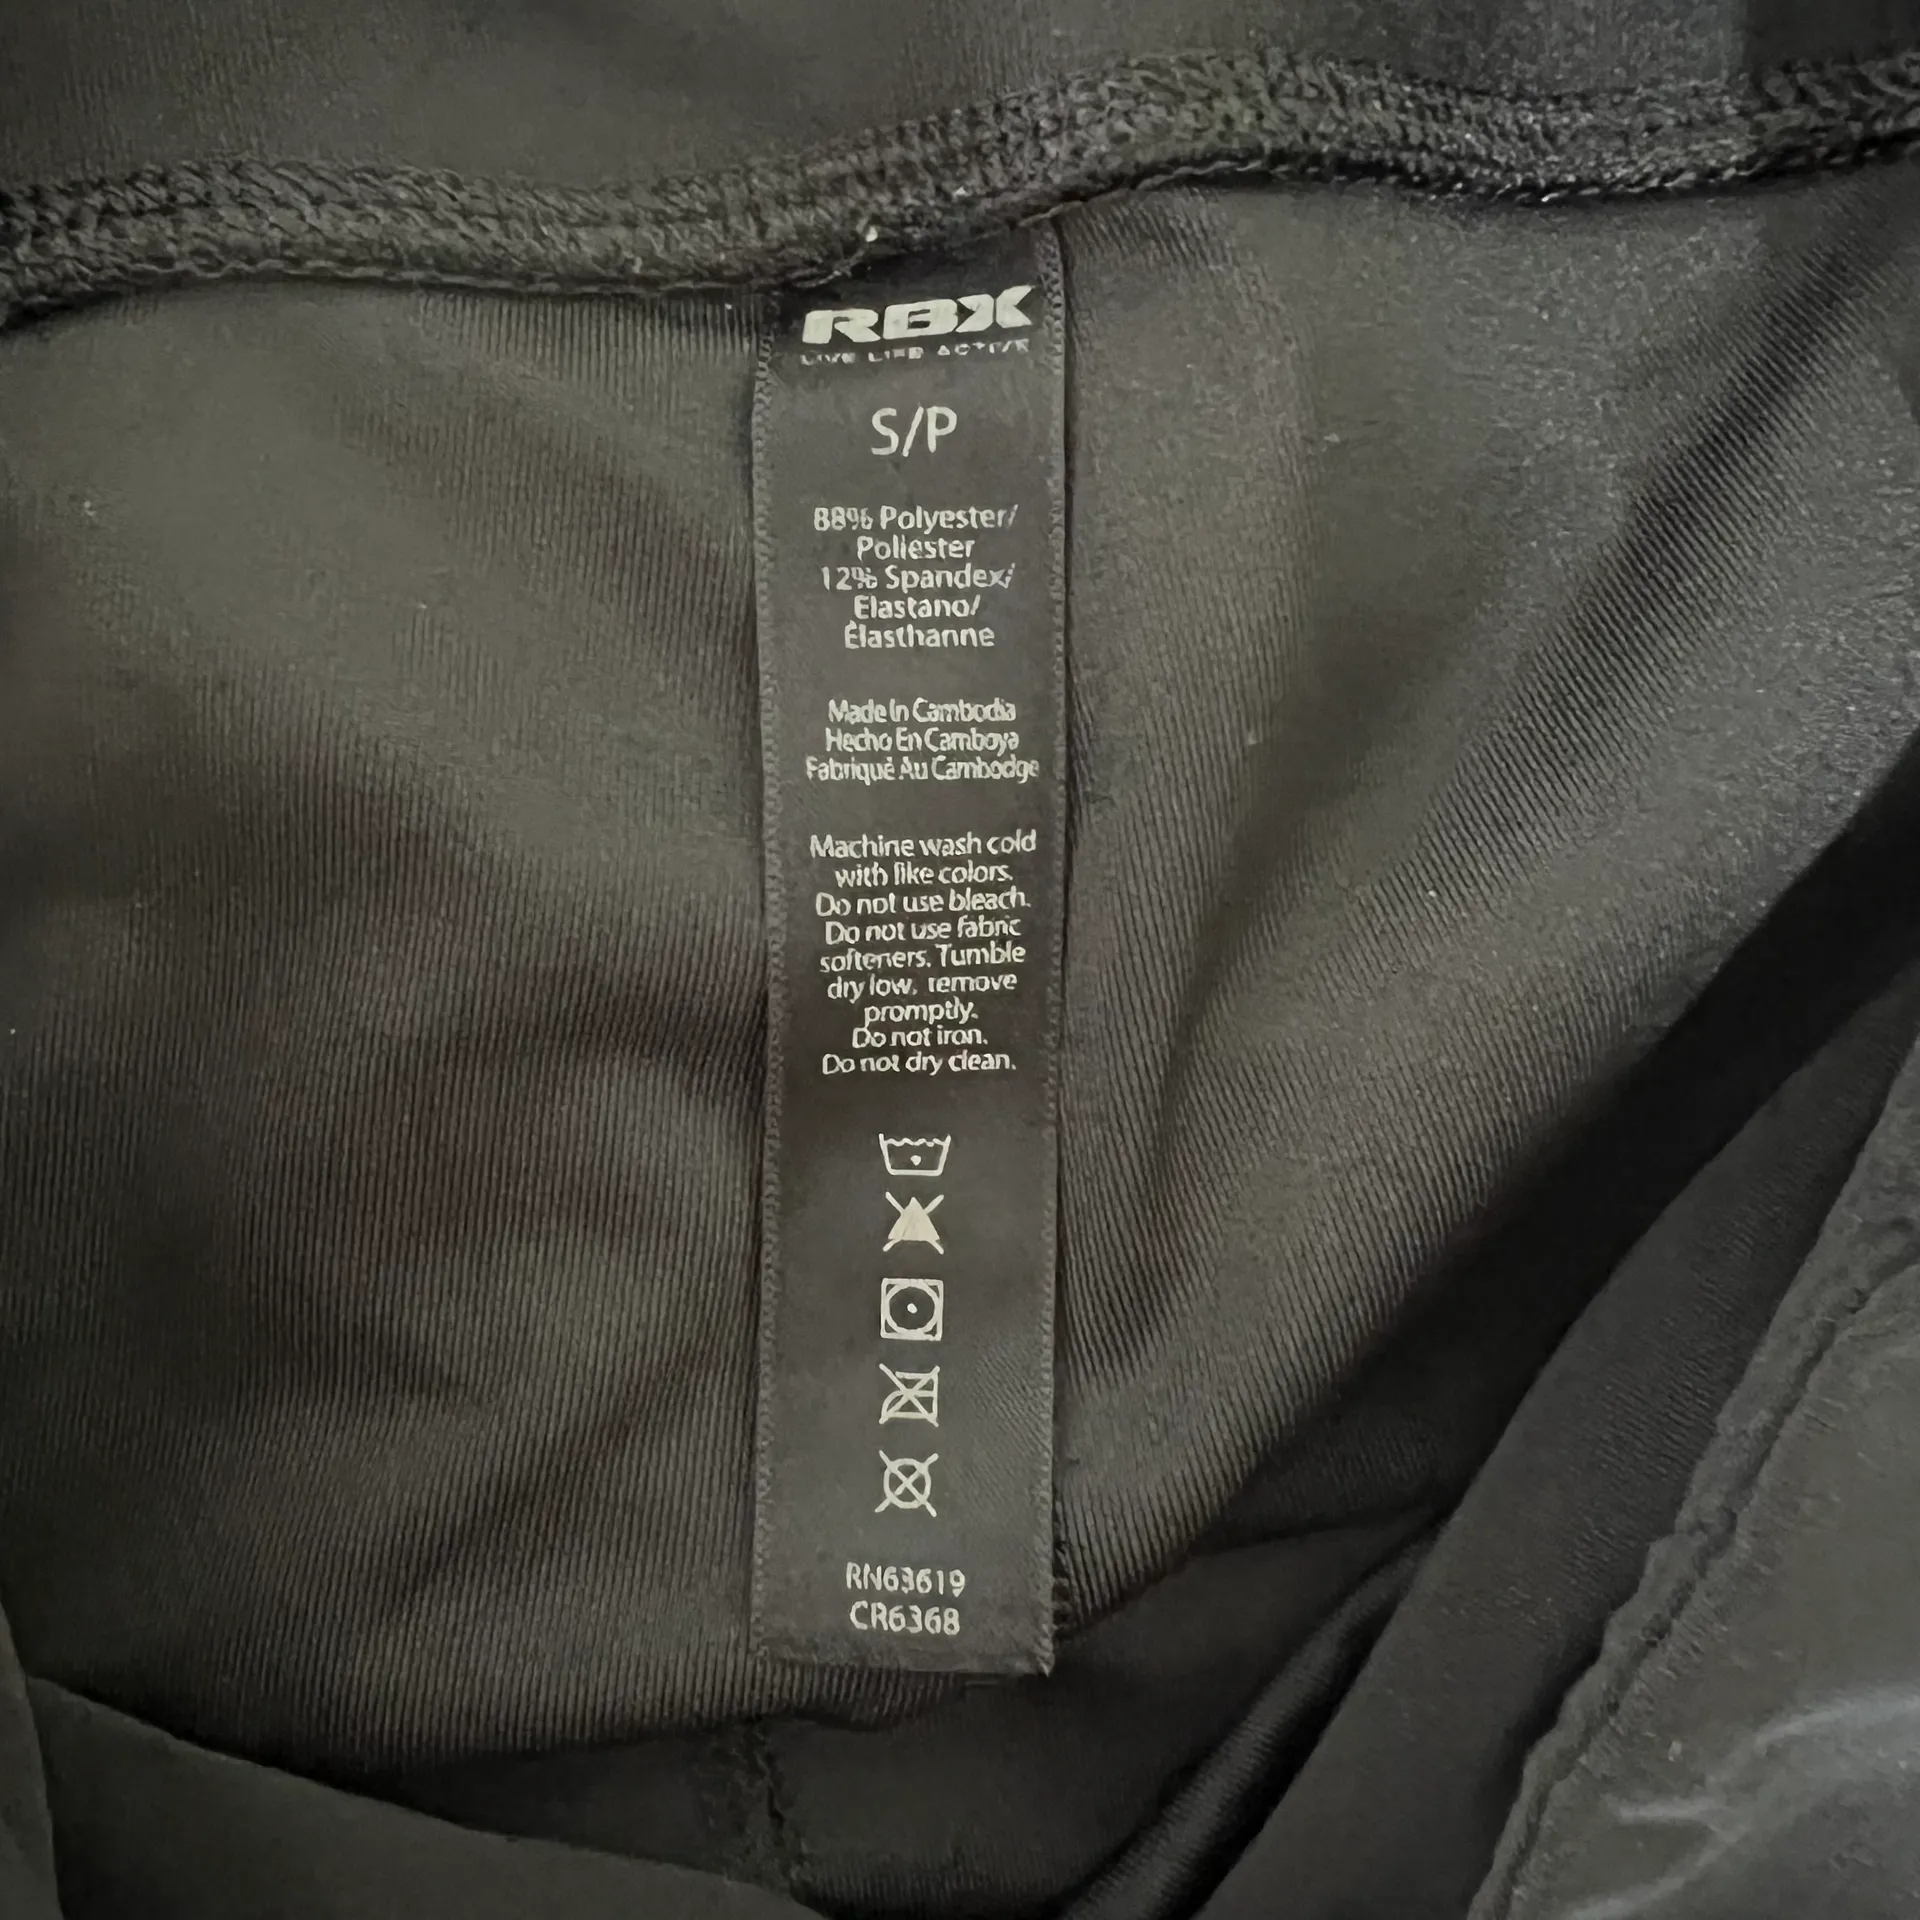 RBX
LIVE LIFE ACTIVE
S/P
88% Polyester/
Poliéster
12% Spandex/
Elastano/
Élasthanne
Made In Cambodia
Hecho En Camboya
Fabriqué Au Cambodge
Machine wash cold
with like colors.
Do not use bleach.
Do not use fabric
softeners. Tumble
dry low, remove
promptly.
Do not iron.
Do not dry clean.
RN63619
CR6368